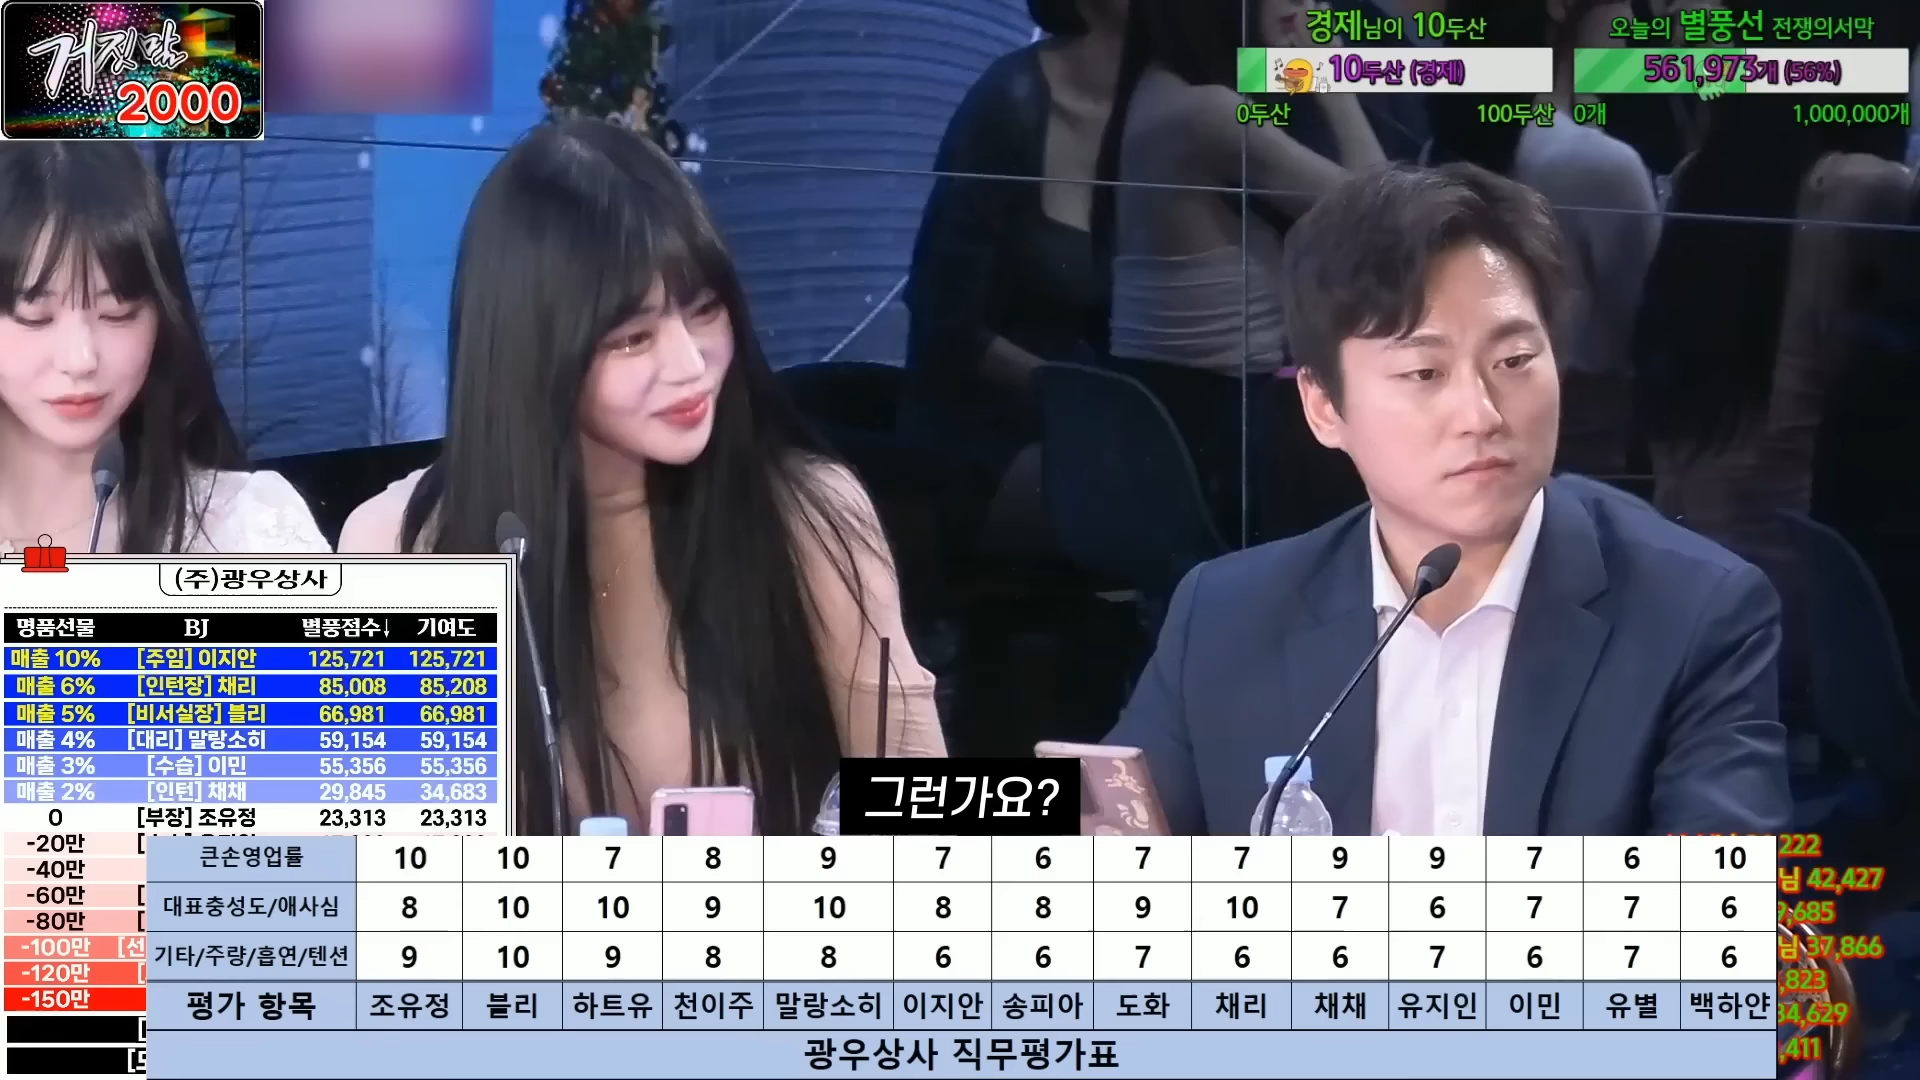 거짓말
2000
경제님이 10두산
10두산 (경제)
0두산 100두산
오늘의 별풍선 전쟁의서막
561,973개 (56%)
0개 1,000,000개
(주)광우상사
명품선물 BJ 별풍점수↓ 기여도
매출 10% [주임] 이지안 125,721 125,721
매출 6% [인턴장] 채리 85,008 85,208
매출 5% [비서실장] 블리 66,981 66,981
매출 4% [대리] 말랑소히 59,154 59,154
매출 3% [수습] 이민 55,356 55,356
매출 2% [인턴] 채채 29,845 34,683
0 [부장] 조유정 23,313 23,313
-20만 [
-40만
-60만 [
-80만 [
-100만 [선
-120만 [
-150만
그런가요?
큰손영업률 10 10 7 8 9 7 6 7 7 9 9 7 6 10
대표충성도/애사심 8 10 10 9 10 8 8 9 10 7 6 7 7 6
기타/주량/흡연/텐션 9 10 9 8 8 6 6 7 6 6 7 6 7 6
평가 항목 조유정 블리 하트유 천이주 말랑소히 이지안 송피아 도화 채리 채채 유지인 이민 유별 백하얀
광우상사 직무평가표
222
님 42,427
9,685
님 37,866
,823
34,629
,411